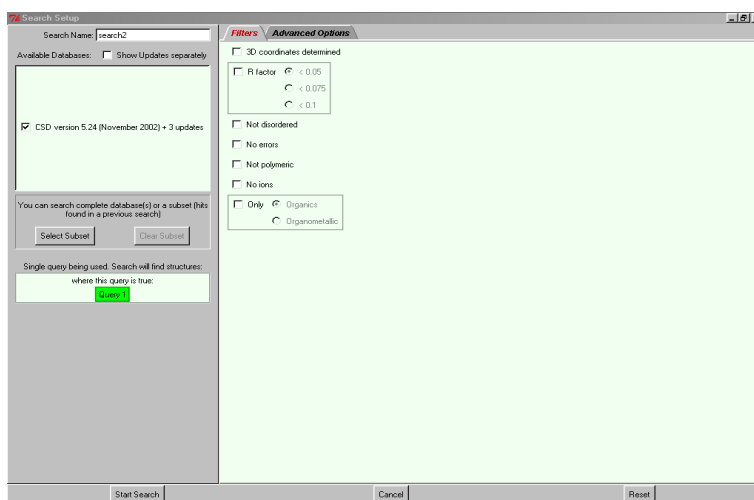 Search Setup
Search Name: search2
Available Databases: Show Updates separately
CSD version 5.24 (November 2002) + 3 updates
You can search complete database(s) or a subset (hits
found in a previous search)
Select Subset Clear Subset
Single query being used. Search will find structures:
where this query is true:
Query 1
Filters Advanced Options
3D coordinates determined
R factor < 0.05
< 0.075
< 0.1
Not disordered
No errors
Not polymeric
No ions
Only Organics
Organometallic
Start Search Cancel Reset